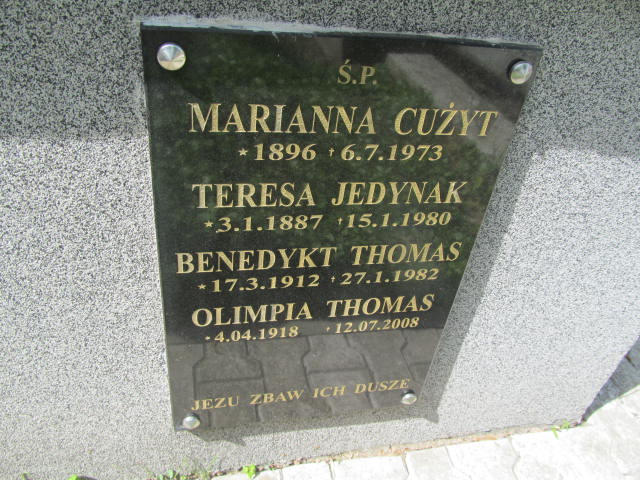 Ś.P.
MARIANNA CUŻYT
*1896 †6.7.1973
TERESA JEDYNAK
*3.1.1887 †15.1.1980
BENEDYKT THOMAS
*17.3.1912 †27.1.1982
OLIMPIA THOMAS
*4.04.1918 †12.07.2008
JEZU ZBAW ICH DUSZE